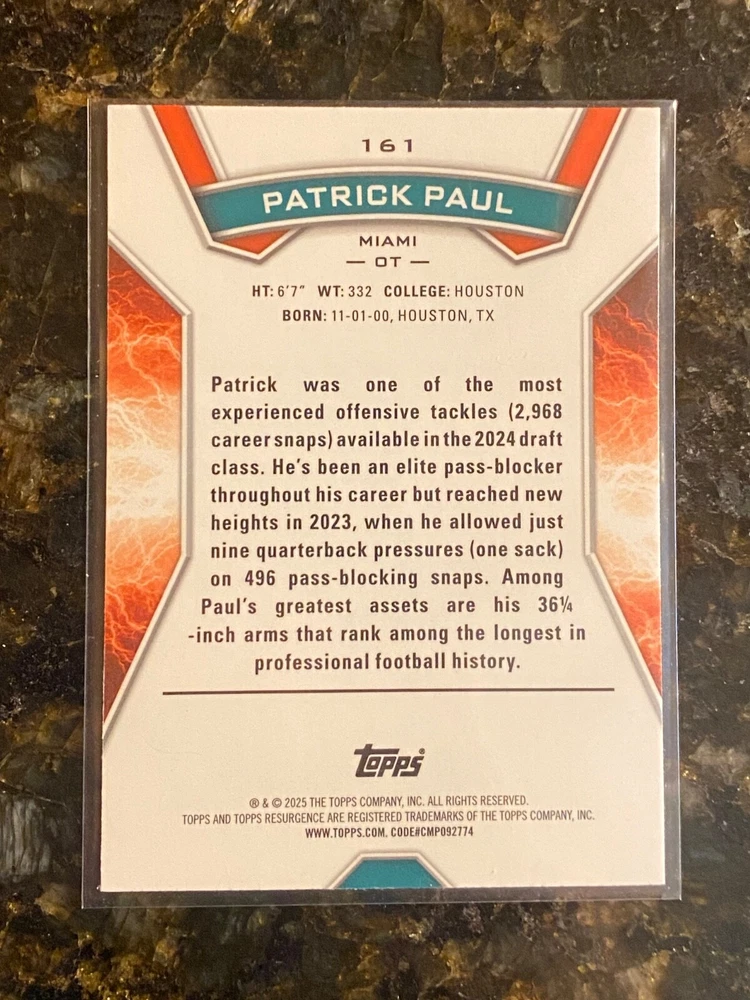 161
PATRICK PAUL
MIAMI
— OT —
HT: 6'7" WT: 332 COLLEGE: HOUSTON
BORN: 11-01-00, HOUSTON, TX
Patrick was one of the most
experienced offensive tackles (2,968
career snaps) available in the 2024 draft
class. He's been an elite pass-blocker
throughout his career but reached new
heights in 2023, when he allowed just
nine quarterback pressures (one sack)
on 496 pass-blocking snaps. Among
Paul's greatest assets are his 36¼
-inch arms that rank among the longest in
professional football history.
Topps®
® & © 2025 THE TOPPS COMPANY, INC. ALL RIGHTS RESERVED.
TOPPS AND TOPPS RESURGENCE ARE REGISTERED TRADEMARKS OF THE TOPPS COMPANY, INC.
WWW.TOPPS.COM. CODE#CMP092774